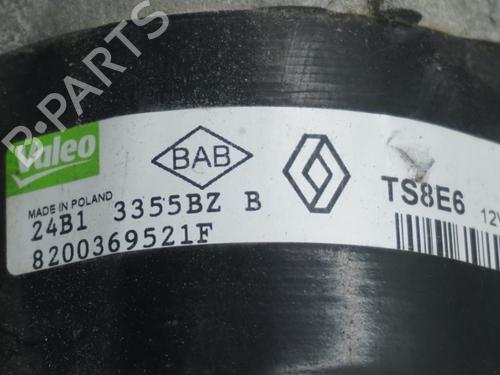 B-PARTS
Valeo
BAB
TS8E6
12V
MADE IN POLAND
24B1 3355BZ B
8200369521F